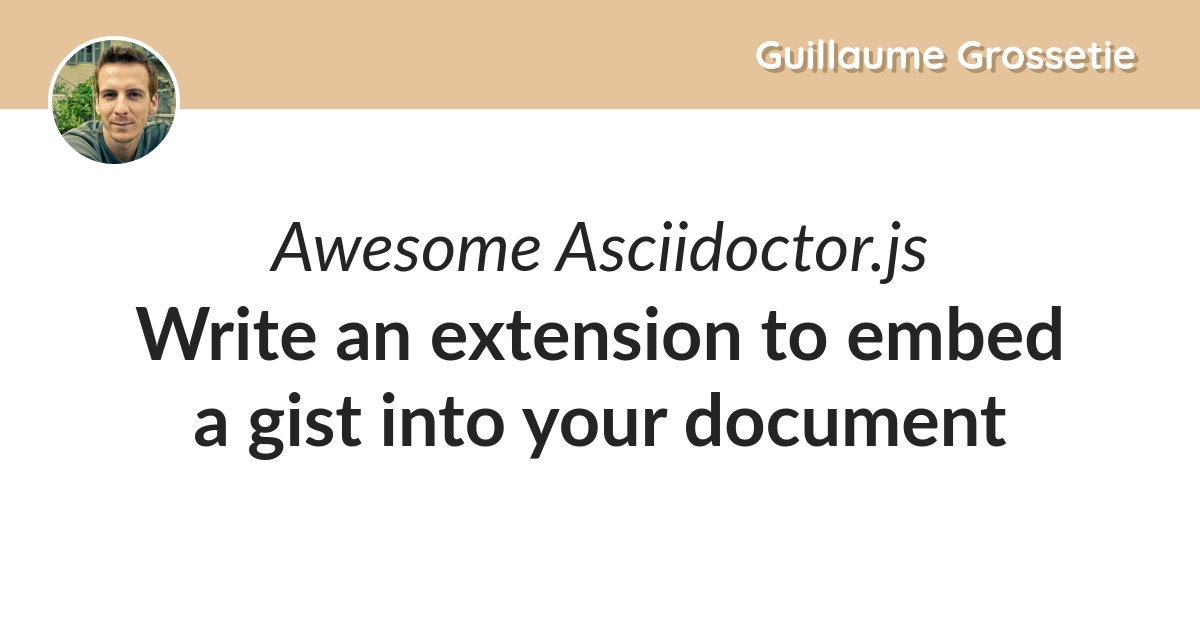 Guillaume Grossetie
Awesome Asciidoctor.js
Write an extension to embed
a gist into your document